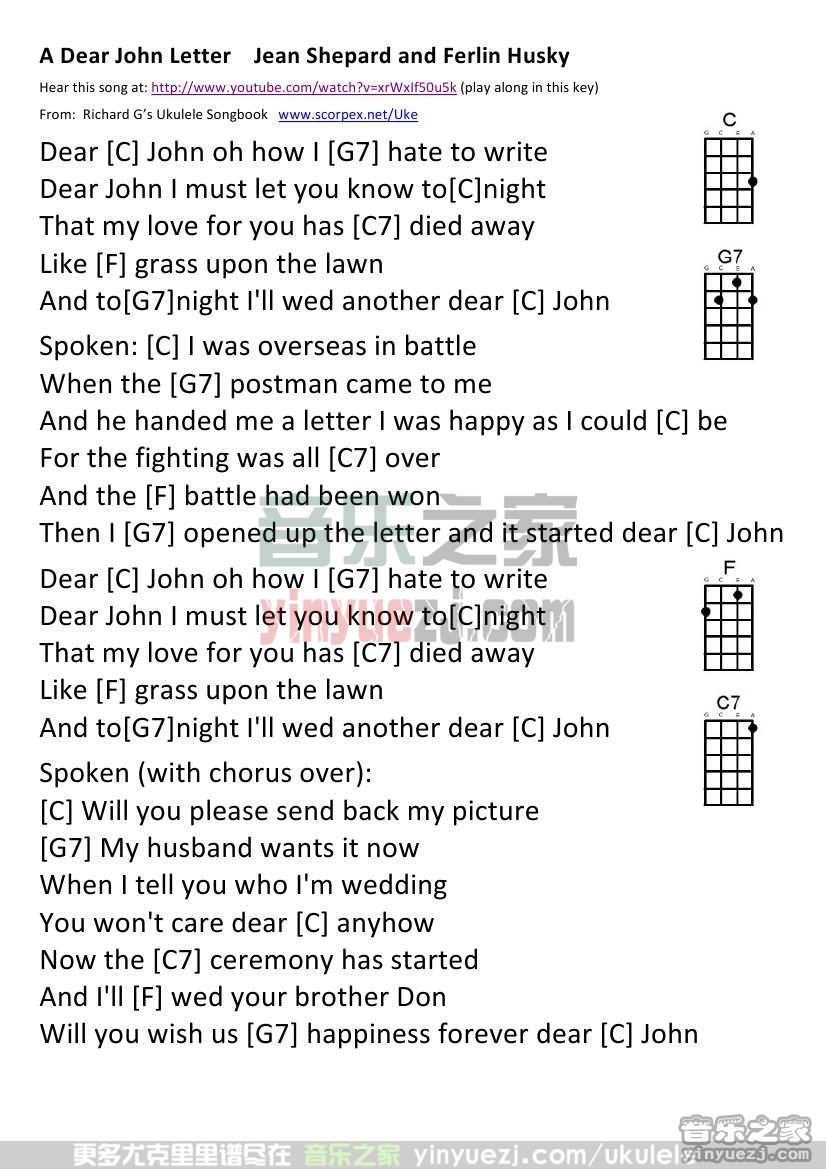 A Dear John Letter    Jean Shepard and Ferlin Husky
Hear this song at: http://www.youtube.com/watch?v=xrWxIf50u5k (play along in this key)
From:  Richard G’s Ukulele Songbook   www.scorpex.net/Uke
C
G C E A
Dear [C] John oh how I [G7] hate to write
Dear John I must let you know to[C]night
That my love for you has [C7] died away
G7
G C E A
Like [F] grass upon the lawn
And to[G7]night I'll wed another dear [C] John
Spoken: [C] I was overseas in battle
When the [G7] postman came to me
And he handed me a letter I was happy as I could [C] be
For the fighting was all [C7] over
And the [F] battle had been won
音乐之家
Then I [G7] opened up the letter and it started dear [C] John
F
G C E A
Dear [C] John oh how I [G7] hate to write
Dear John I must let you know to[C]night
yinyuezj.com
That my love for you has [C7] died away
Like [F] grass upon the lawn
C7
G C E A
And to[G7]night I'll wed another dear [C] John
Spoken (with chorus over):
[C] Will you please send back my picture
[G7] My husband wants it now
When I tell you who I'm wedding
You won't care dear [C] anyhow
Now the [C7] ceremony has started
And I'll [F] wed your brother Don
Will you wish us [G7] happiness forever dear [C] John
更多尤克里里谱尽在 音乐之家 yinyuezj.com/ukulele
音乐之家
yinyuezj.com